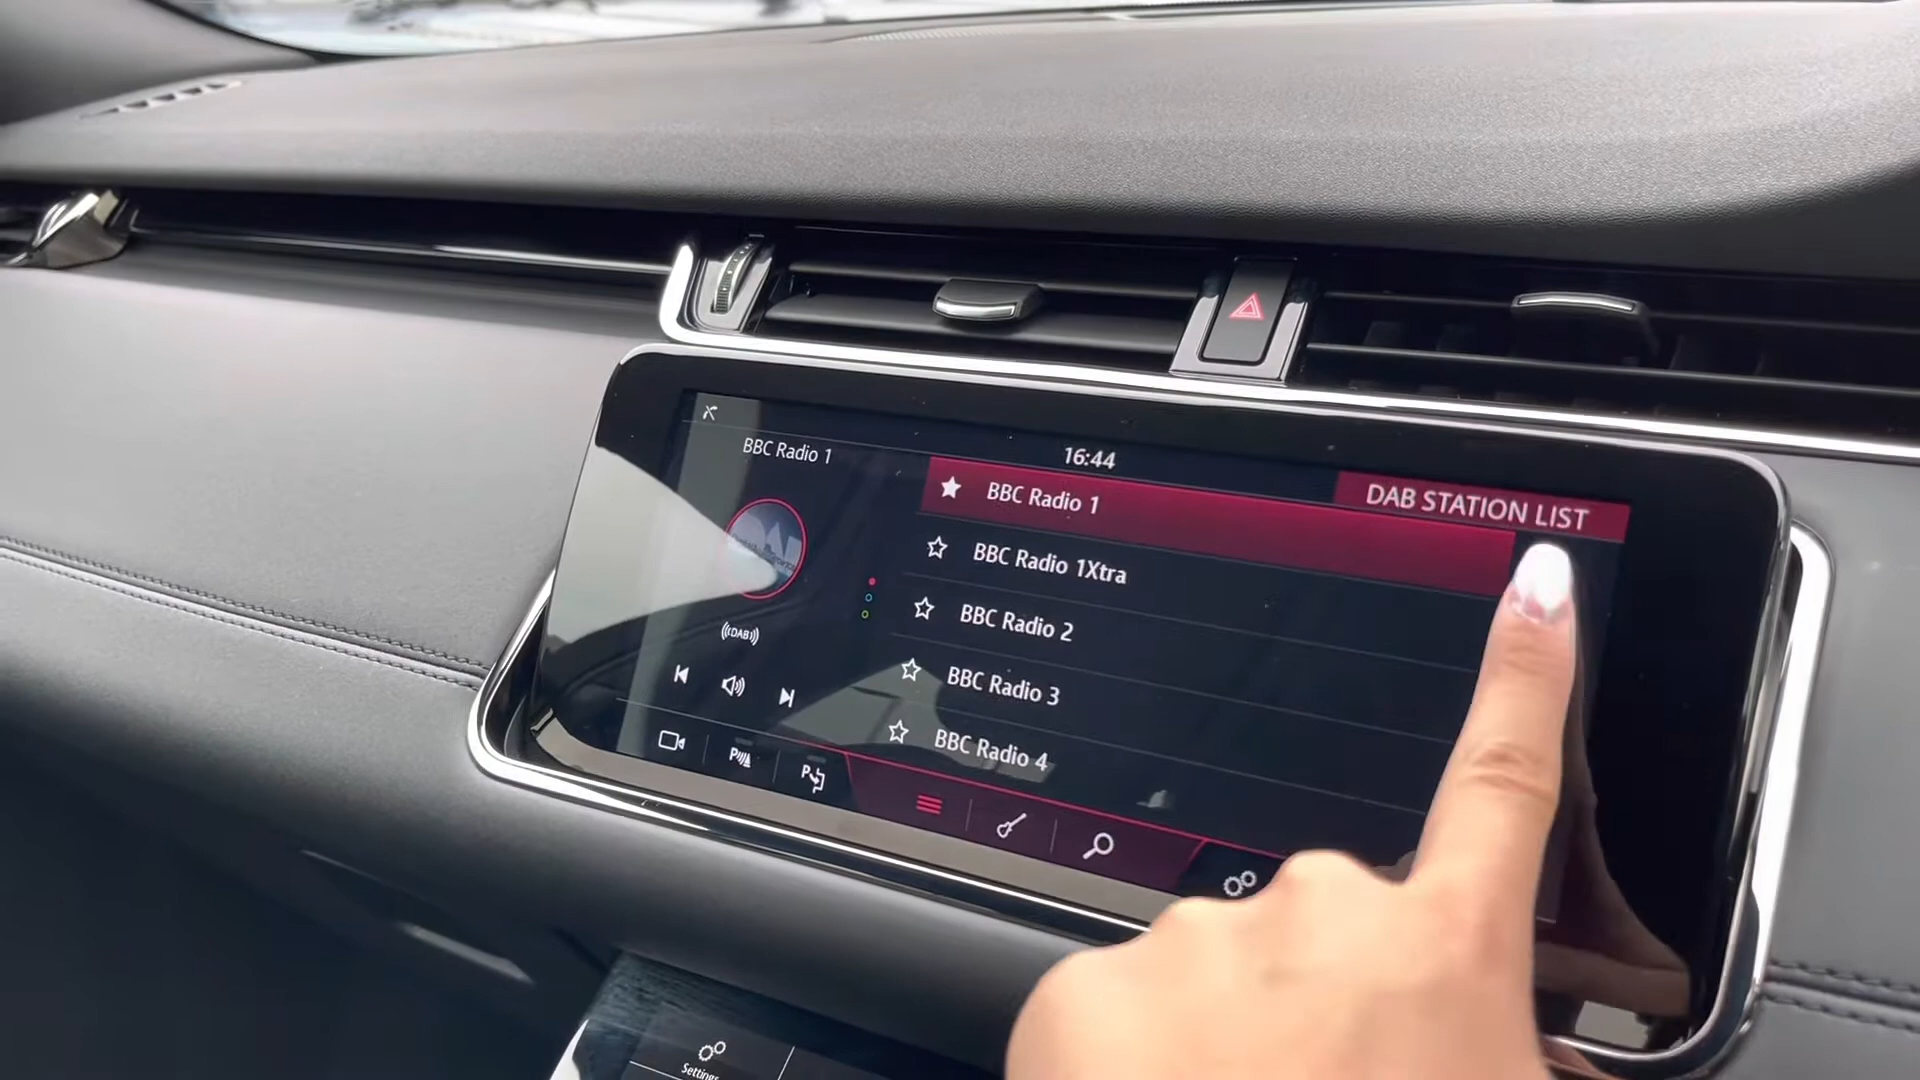 BBC Radio 1
16:44
DAB STATION LIST
BBC Radio 1
BBC Radio 1Xtra
BBC Radio 2
BBC Radio 3
BBC Radio 4
DAB
P
P
Settings